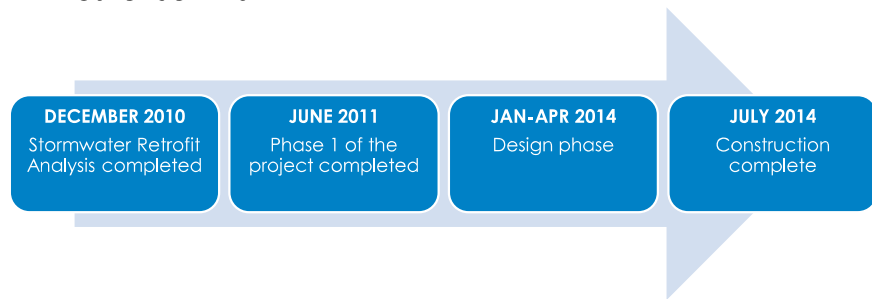 DECEMBER 2010
Stormwater Retrofit
Analysis completed
JUNE 2011
Phase 1 of the
project completed
JAN-APR 2014
Design phase
JULY 2014
Construction
complete